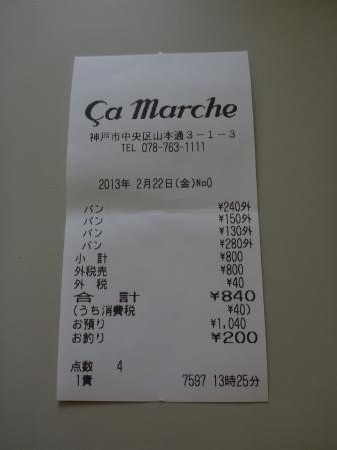 Ça marche
神戸市中央区山本通3-1-3
TEL 078-763-1111
2013年 2月22日(金)No0
パン ¥240外
パン ¥150外
パン ¥130外
パン ¥280外
小 計 ¥800
外税売 ¥800
外 税 ¥40
合 計 ¥840
(うち消費税 ¥40)
お預り ¥1,040
お釣り ¥200
点数 4
1責 7597 13時25分